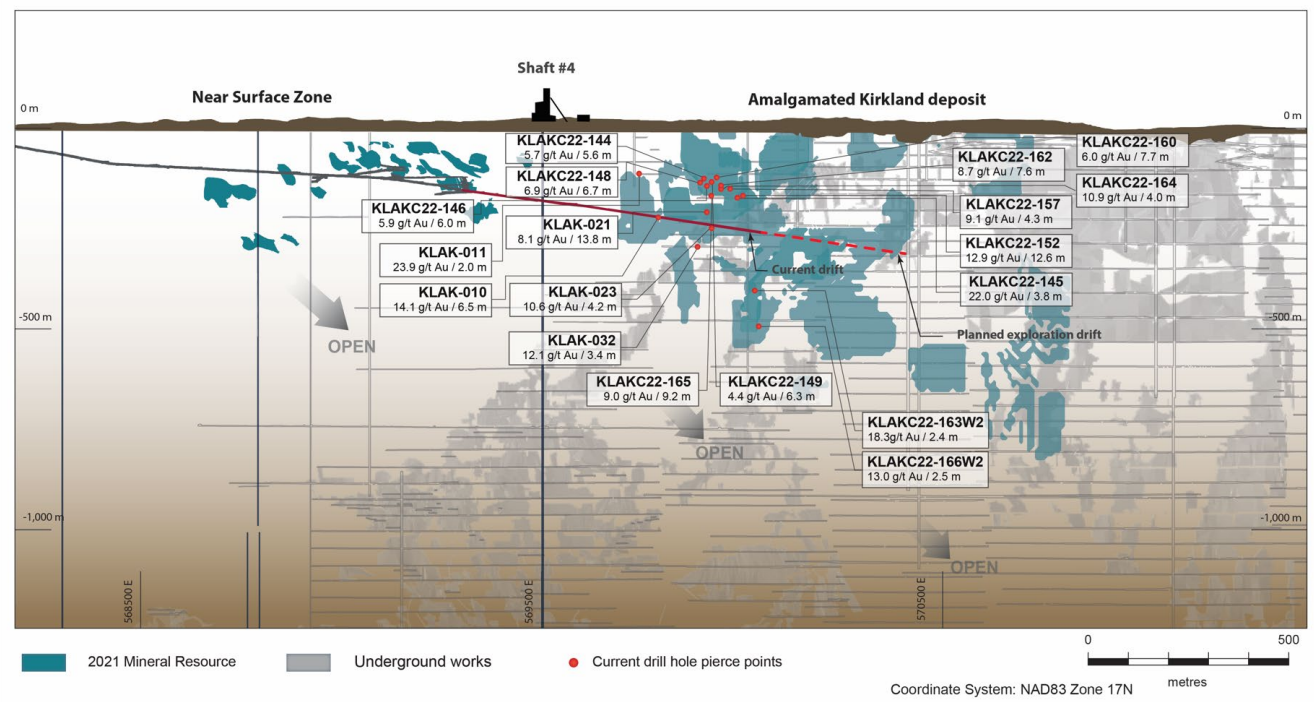 Shaft #4
Near Surface Zone
Amalgamated Kirkland deposit
0 m
0 m
KLAKC22-144
5.7 g/t Au / 5.6 m
KLAKC22-160
6.0 g/t Au / 7.7 m
KLAKC22-162
8.7 g/t Au / 7.6 m
KLAKC22-148
6.9 g/t Au / 6.7 m
KLAKC22-164
10.9 g/t Au / 4.0 m
KLAKC22-146
5.9 g/t Au / 6.0 m
KLAK-021
8.1 g/t Au / 13.8 m
KLAKC22-157
9.1 g/t Au / 4.3 m
KLAK-011
23.9 g/t Au / 2.0 m
KLAKC22-152
12.9 g/t Au / 12.6 m
Current drift
KLAK-010
14.1 g/t Au / 6.5 m
KLAK-023
10.6 g/t Au / 4.2 m
KLAKC22-145
22.0 g/t Au / 3.8 m
-500 m
-500 m
OPEN
KLAK-032
12.1 g/t Au / 3.4 m
Planned exploration drift
KLAKC22-165
9.0 g/t Au / 9.2 m
KLAKC22-149
4.4 g/t Au / 6.3 m
KLAKC22-163W2
18.3g/t Au / 2.4 m
OPEN
KLAKC22-166W2
13.0 g/t Au / 2.5 m
-1,000 m
-1,000 m
OPEN
568500 E
569500 E
570500 E
2021 Mineral Resource
Underground works
Current drill hole pierce points
0
500
metres
Coordinate System: NAD83 Zone 17N